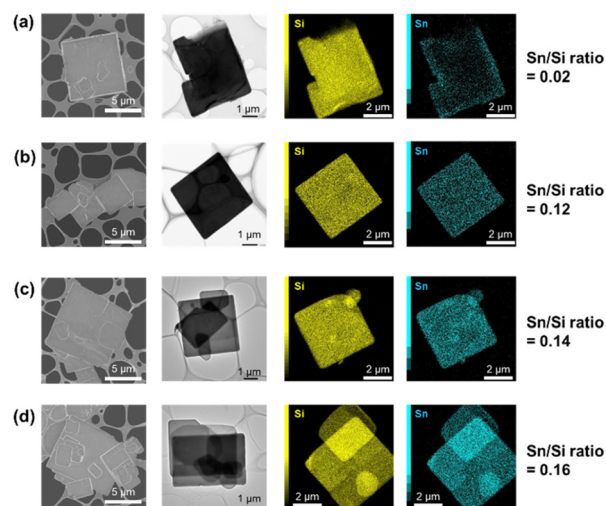 (a)
5 µm
1 µm
Si
2 µm
Sn
2 µm
Sn/Si ratio
= 0.02
(b)
5 µm
1 µm
Si
2 µm
Sn
2 µm
Sn/Si ratio
= 0.12
(c)
5 µm
1 µm
Si
2 µm
Sn
2 µm
Sn/Si ratio
= 0.14
(d)
5 µm
1 µm
Si
2 µm
Sn
2 µm
Sn/Si ratio
= 0.16